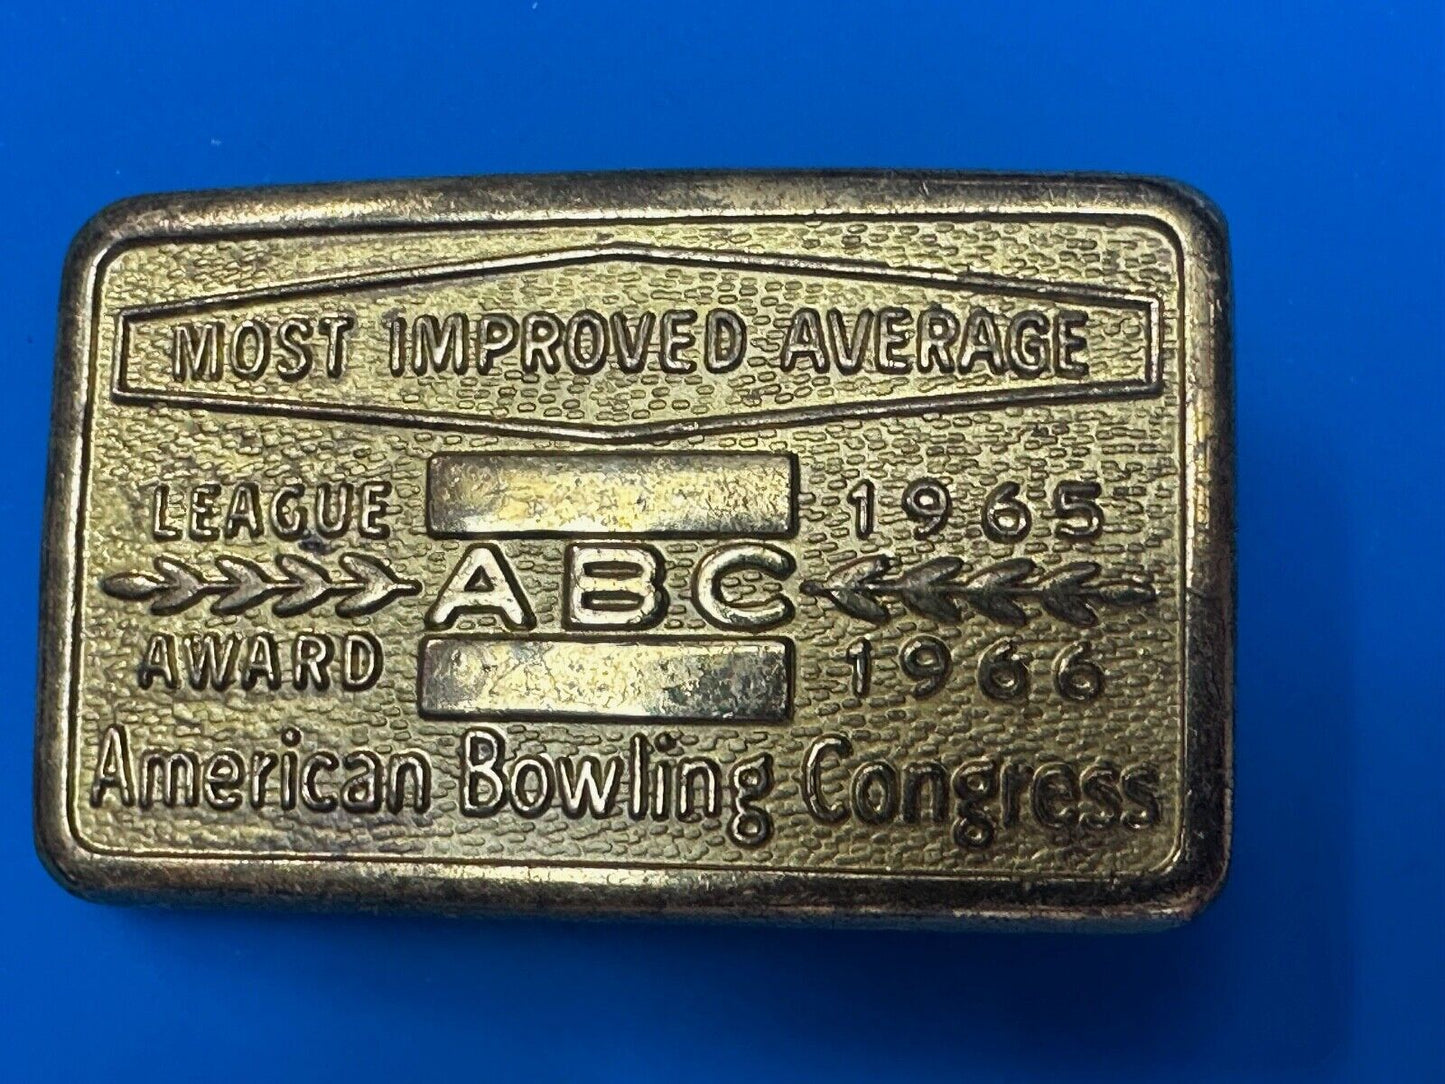 MOST IMPROVED AVERAGE
LEAGUE 1965
ABC
AWARD 1966
American Bowling Congress